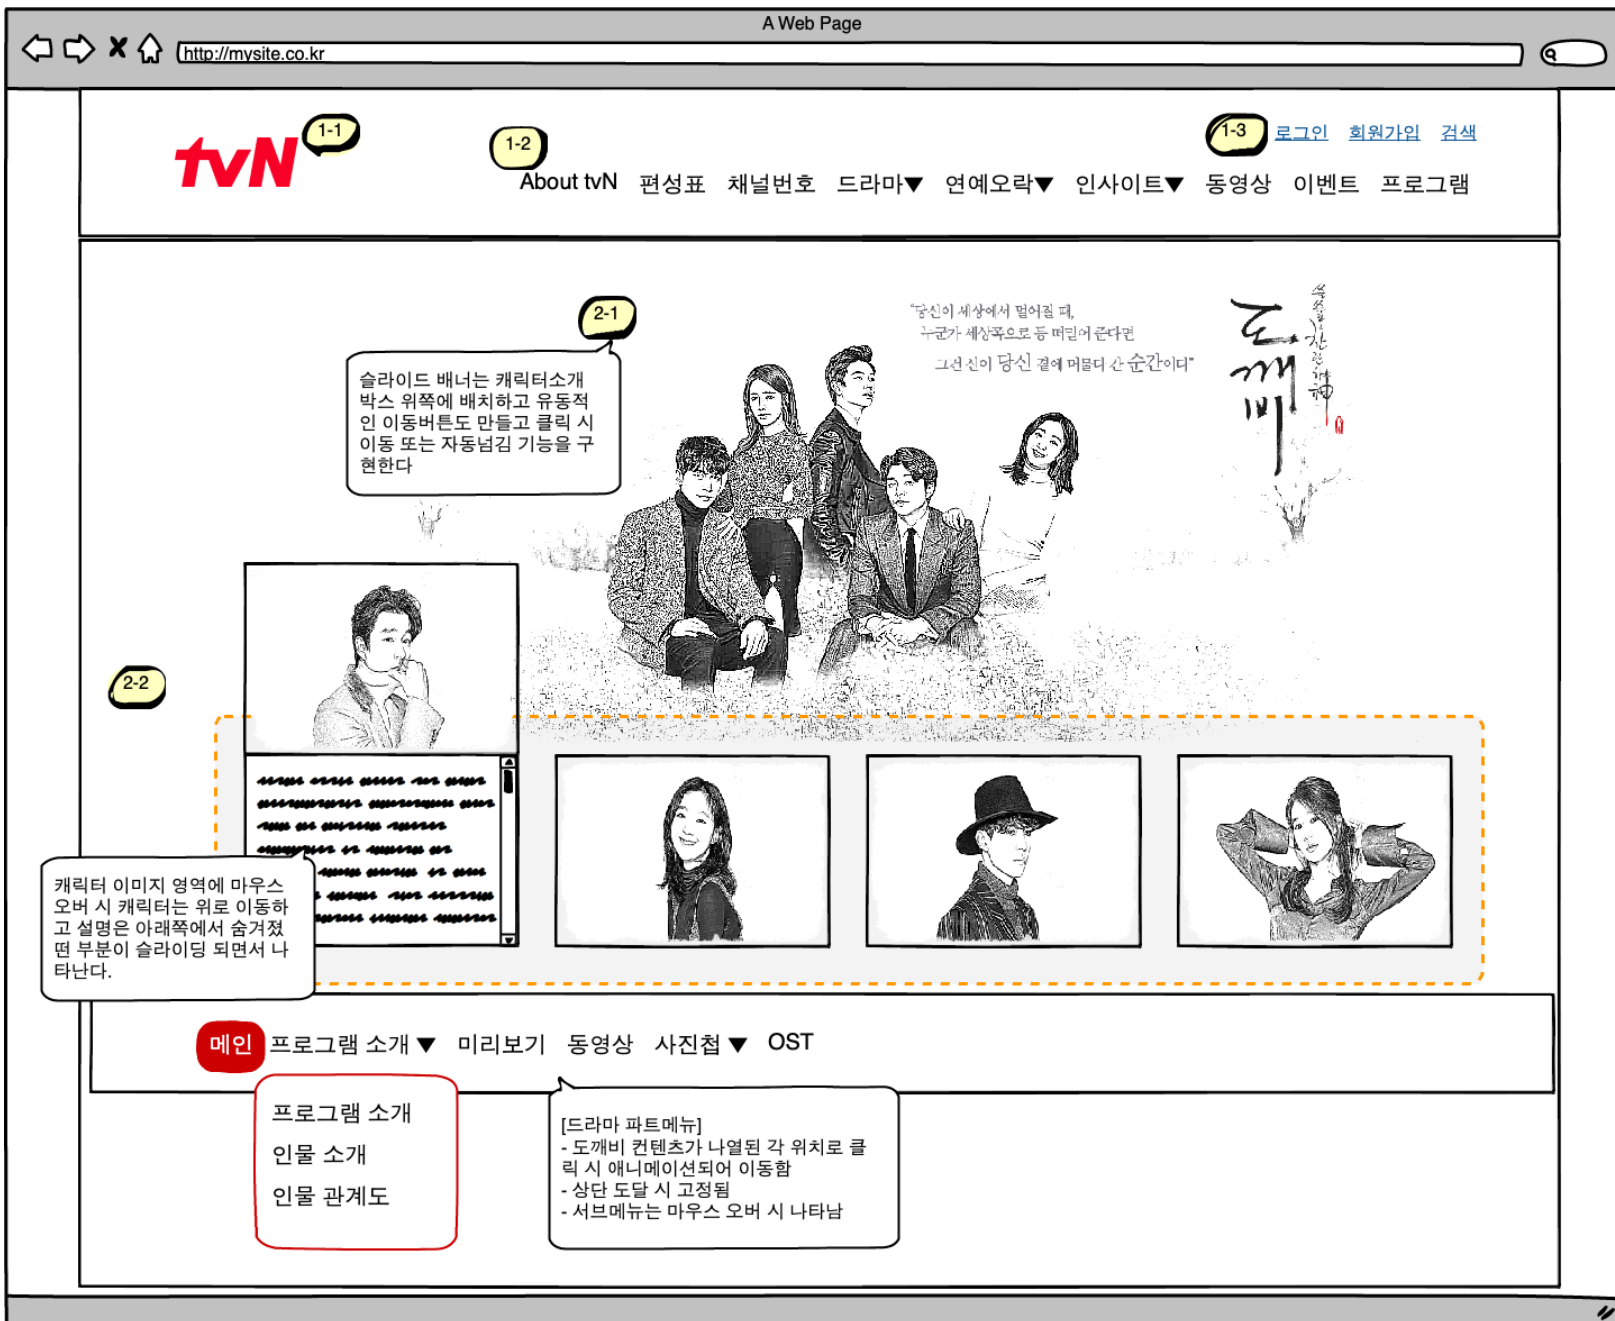 A Web Page
http://mysite.co.kr
tvN
1-1
1-2
1-3
로그인 회원가입 검색
About tvN 편성표 채널번호 드라마▼ 연예오락▼ 인사이트▼ 동영상 이벤트 프로그램
2-1
슬라이드 배너는 캐릭터소개
박스 위쪽에 배치하고 유동적
인 이동버튼도 만들고 클릭 시
이동 또는 자동넘김 기능을 구
현한다
"당신이 세상에서 멀어질 때,
누군가 세상쪽으로 등 떠밀어 준다면
그건 신이 당신 곁에 머물다 간 순간이다"
쓸쓸하고 찬란하神
도깨비
2-2
캐릭터 이미지 영역에 마우스
오버 시 캐릭터는 위로 이동하
고 설명은 아래쪽에서 숨겨졌
떤 부분이 슬라이딩 되면서 나
타난다.
메인 프로그램 소개 ▼ 미리보기 동영상 사진첩 ▼ OST
프로그램 소개
인물 소개
인물 관계도
[드라마 파트메뉴]
- 도깨비 컨텐츠가 나열된 각 위치로 클
릭 시 애니메이션되어 이동함
- 상단 도달 시 고정됨
- 서브메뉴는 마우스 오버 시 나타남